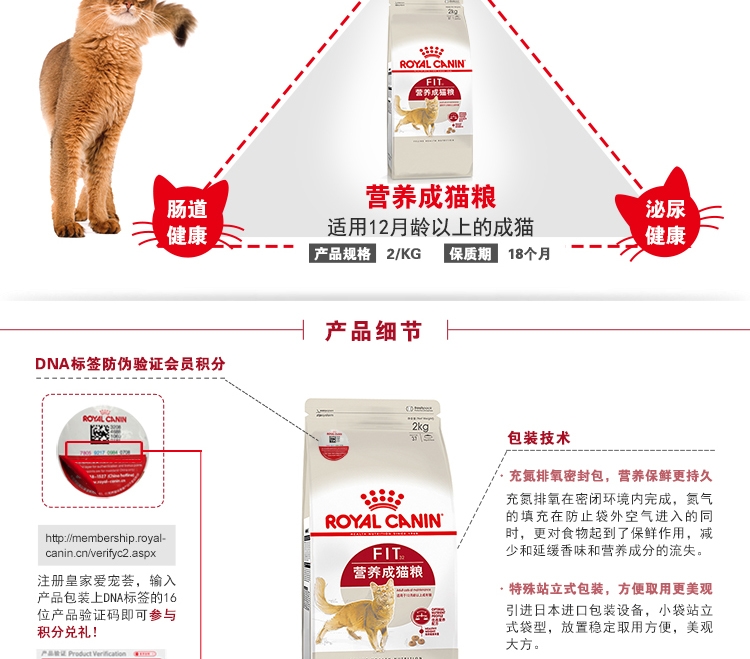 2kg
ROYAL CANIN
FIT
营养成猫粮
营养成猫粮
适用12月龄以上的成猫
肠道
健康
泌尿
健康
产品规格 2/KG 保质期 18个月
产品细节
DNA标签防伪验证会员积分
ROYAL CANIN
http://membership.royal-
canin.cn/verifyc2.aspx
注册皇家爱宠荟，输入
产品包装上DNA标签的16
位产品验证码即可参与
积分兑礼！
产品验证 Product Verification
2kg
ROYAL CANIN
FIT
营养成猫粮
包装技术
· 充氮排氧密封包，营养保鲜更持久
充氮排氧在密闭环境内完成，氮气
的填充在防止袋外空气进入的同
时，更对食物起到了保鲜作用，减
少和延缓香味和营养成分的流失。
· 特殊站立式包装，方便取用更美观
引进日本进口包装设备，小袋站立
式袋型，放置稳定取用方便，美观
大方。